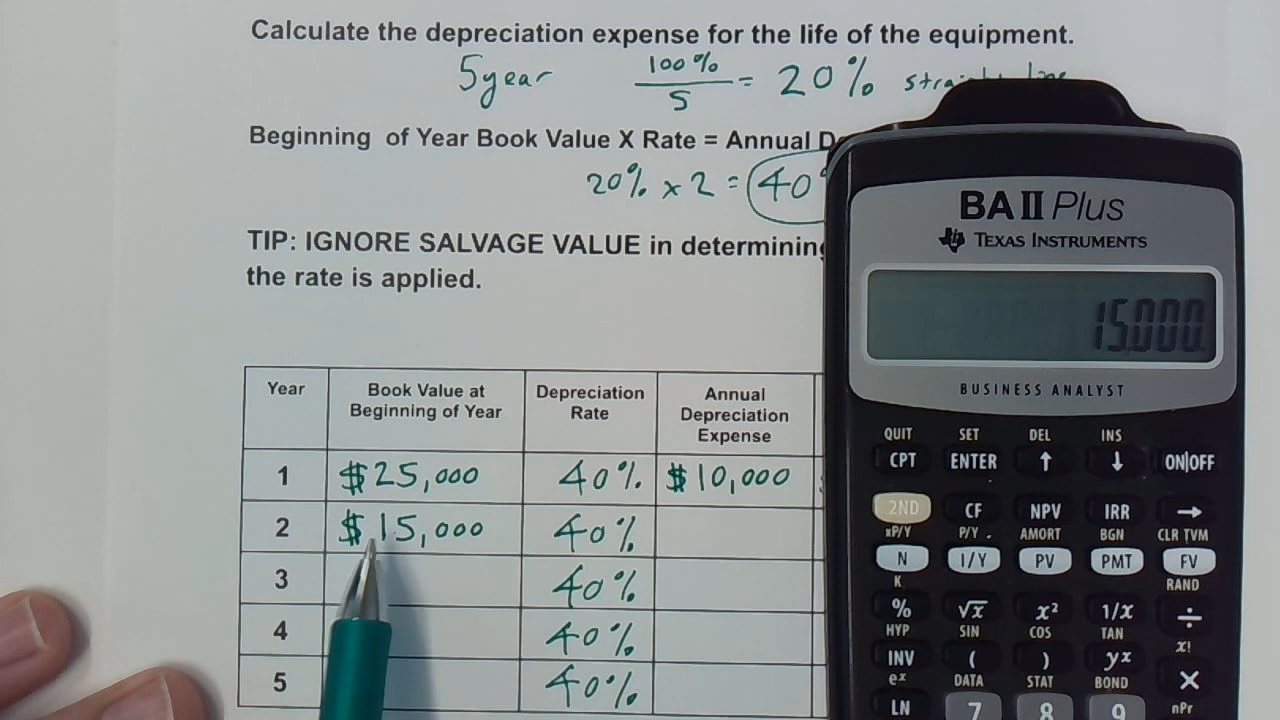 Calculate the depreciation expense for the life of the equipment.
5 year 100% / 5 = 20%
Beginning of Year Book Value X Rate = Annual
20% x 2 = 40
TIP: IGNORE SALVAGE VALUE in determining
the rate is applied.
Year Book Value at Beginning of Year Depreciation Rate Annual Depreciation Expense
1 $25,000 40% $10,000
2 $15,000 40%
3 40%
4 40%
5 40%
BA II Plus
TEXAS INSTRUMENTS
15,000.
BUSINESS ANALYST
QUIT SET DEL INS
CPT ENTER ↑ ↓ ON|OFF
2ND CF NPV IRR →
xP/Y P/Y AMORT BGN CLR TVM
N I/Y PV PMT FV
K RAND
% √x x² 1/x ÷
HYP SIN COS TAN x!
INV ( ) yx ×
eˣ DATA STAT BOND nPr
LN 7 8 9